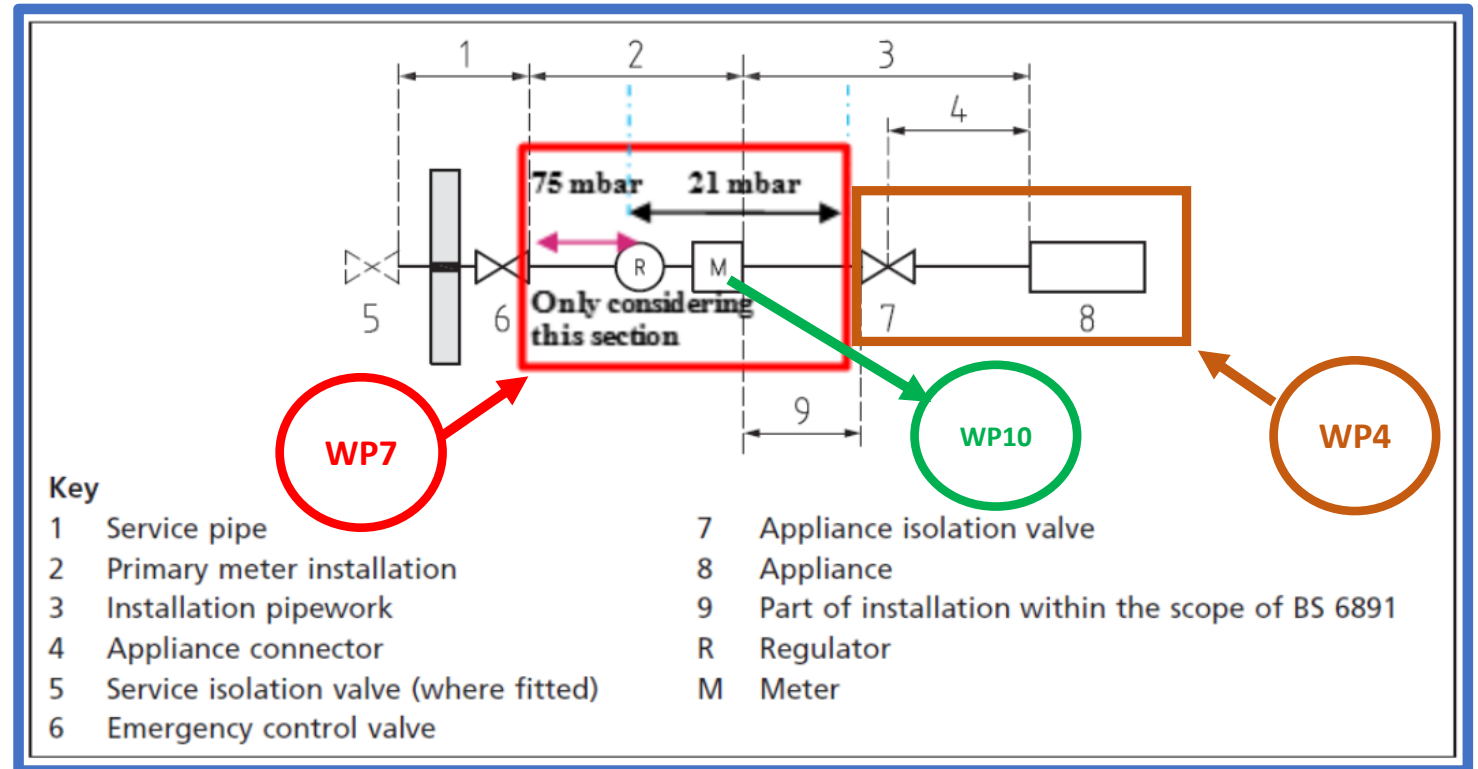 1
2
3
4
75 mbar
21 mbar
R
M
Only considering
this section
5
6
7
8
9
WP7
WP10
WP4
Key
1 Service pipe
2 Primary meter installation
3 Installation pipework
4 Appliance connector
5 Service isolation valve (where fitted)
6 Emergency control valve
7 Appliance isolation valve
8 Appliance
9 Part of installation within the scope of BS 6891
R Regulator
M Meter